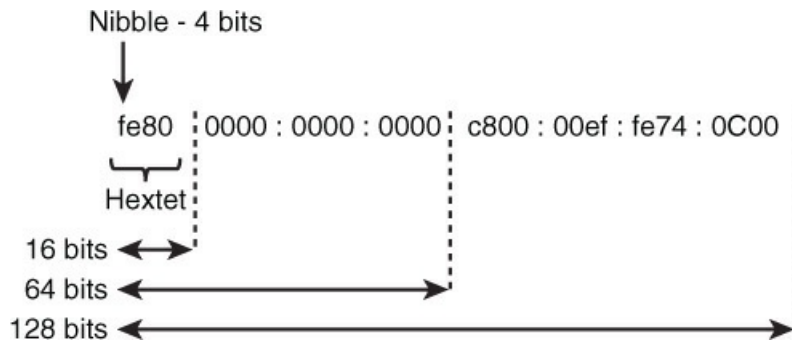 Nibble - 4 bits
fe80 0000 : 0000 : 0000 c800 : 00ef : fe74 : 0C00
Hextet
16 bits
64 bits
128 bits